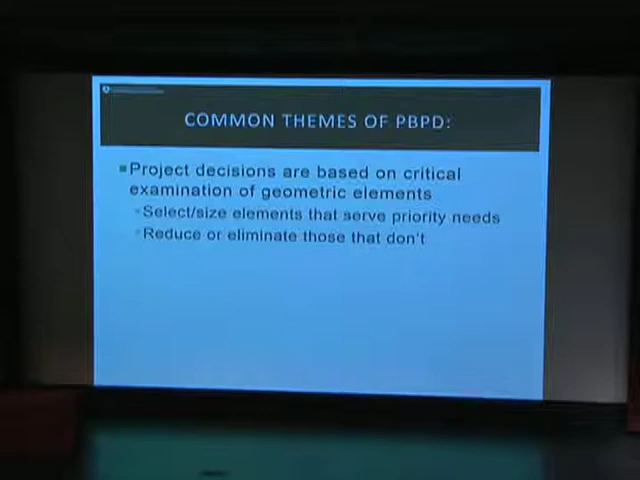 COMMON THEMES OF PBPD:
Project decisions are based on critical
examination of geometric elements
Select/size elements that serve priority needs
Reduce or eliminate those that don't